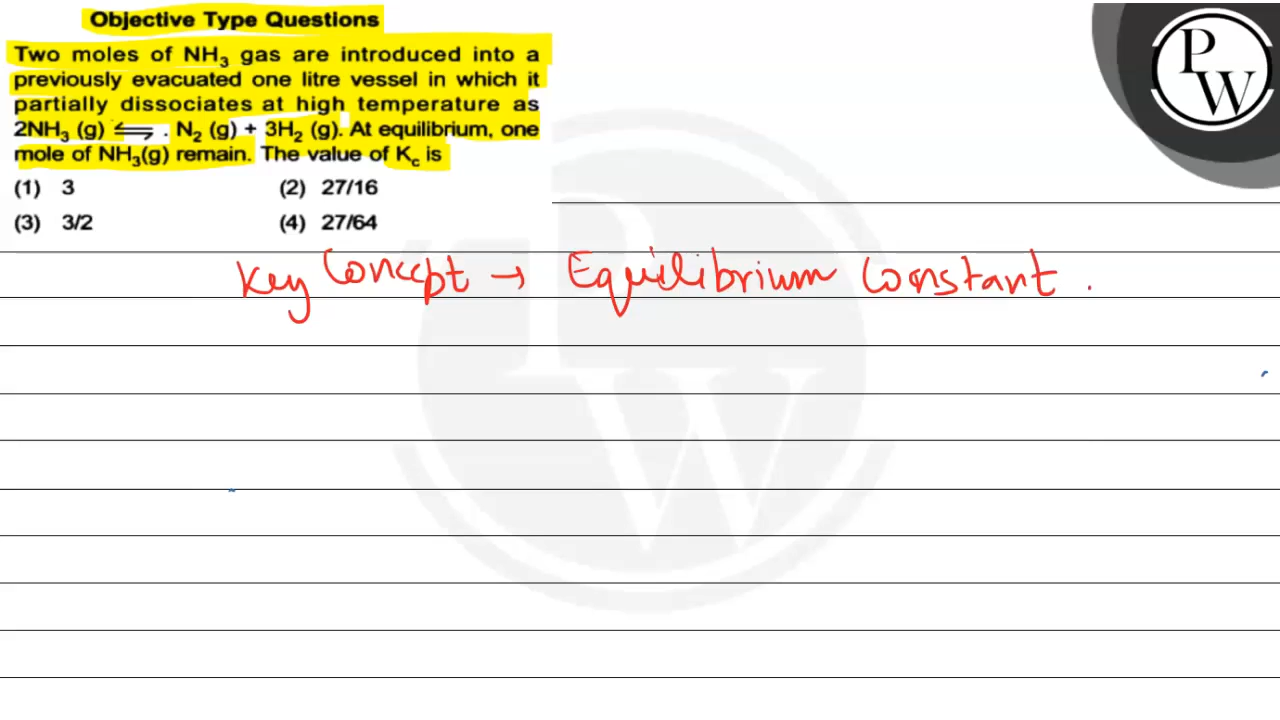 Objective Type Questions
Two moles of NH₃ gas are introduced into a
previously evacuated one litre vessel in which it
partially dissociates at high temperature as
2NH₃ (g) ⇌ . N₂ (g) + 3H₂ (g). At equilibrium, one
mole of NH₃(g) remain. The value of K꜀ is
(1) 3 (2) 27/16
(3) 3/2 (4) 27/64
Key Concept → Equilibrium Constant .
P
W
P
W